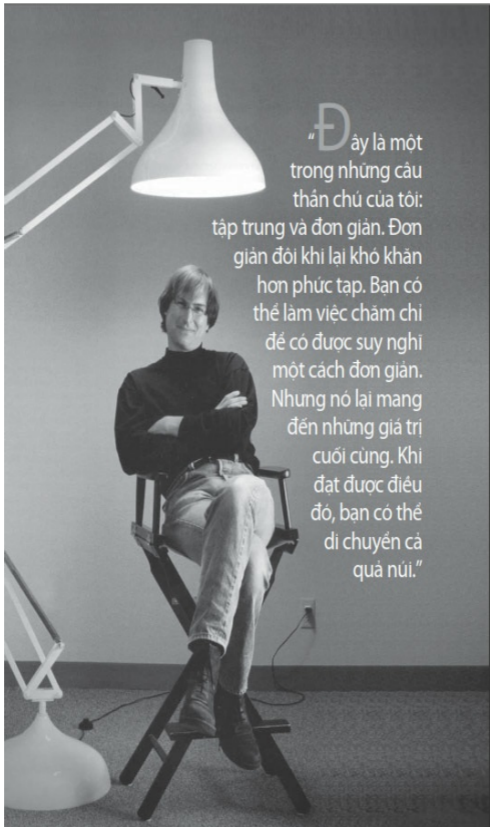 “Đây là một
trong những câu
thần chú của tôi:
tập trung và đơn giản. Đơn
giản đôi khi lại khó khăn
hơn phức tạp. Bạn có
thể làm việc chăm chỉ
để có được suy nghĩ
một cách đơn giản.
Nhưng nó lại mang
đến những giá trị
cuối cùng. Khi
đạt được điều
đó, bạn có thể
di chuyển cả
quả núi.”